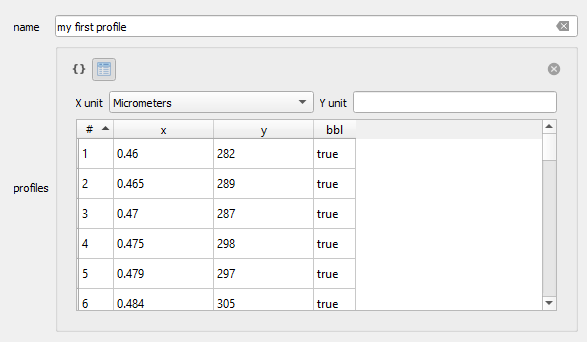 name my first profile
{}
X unit Micrometers Y unit
# x y bbl
1 0.46 282 true
2 0.465 289 true
3 0.47 287 true
profiles
4 0.475 298 true
5 0.479 297 true
6 0.484 305 true